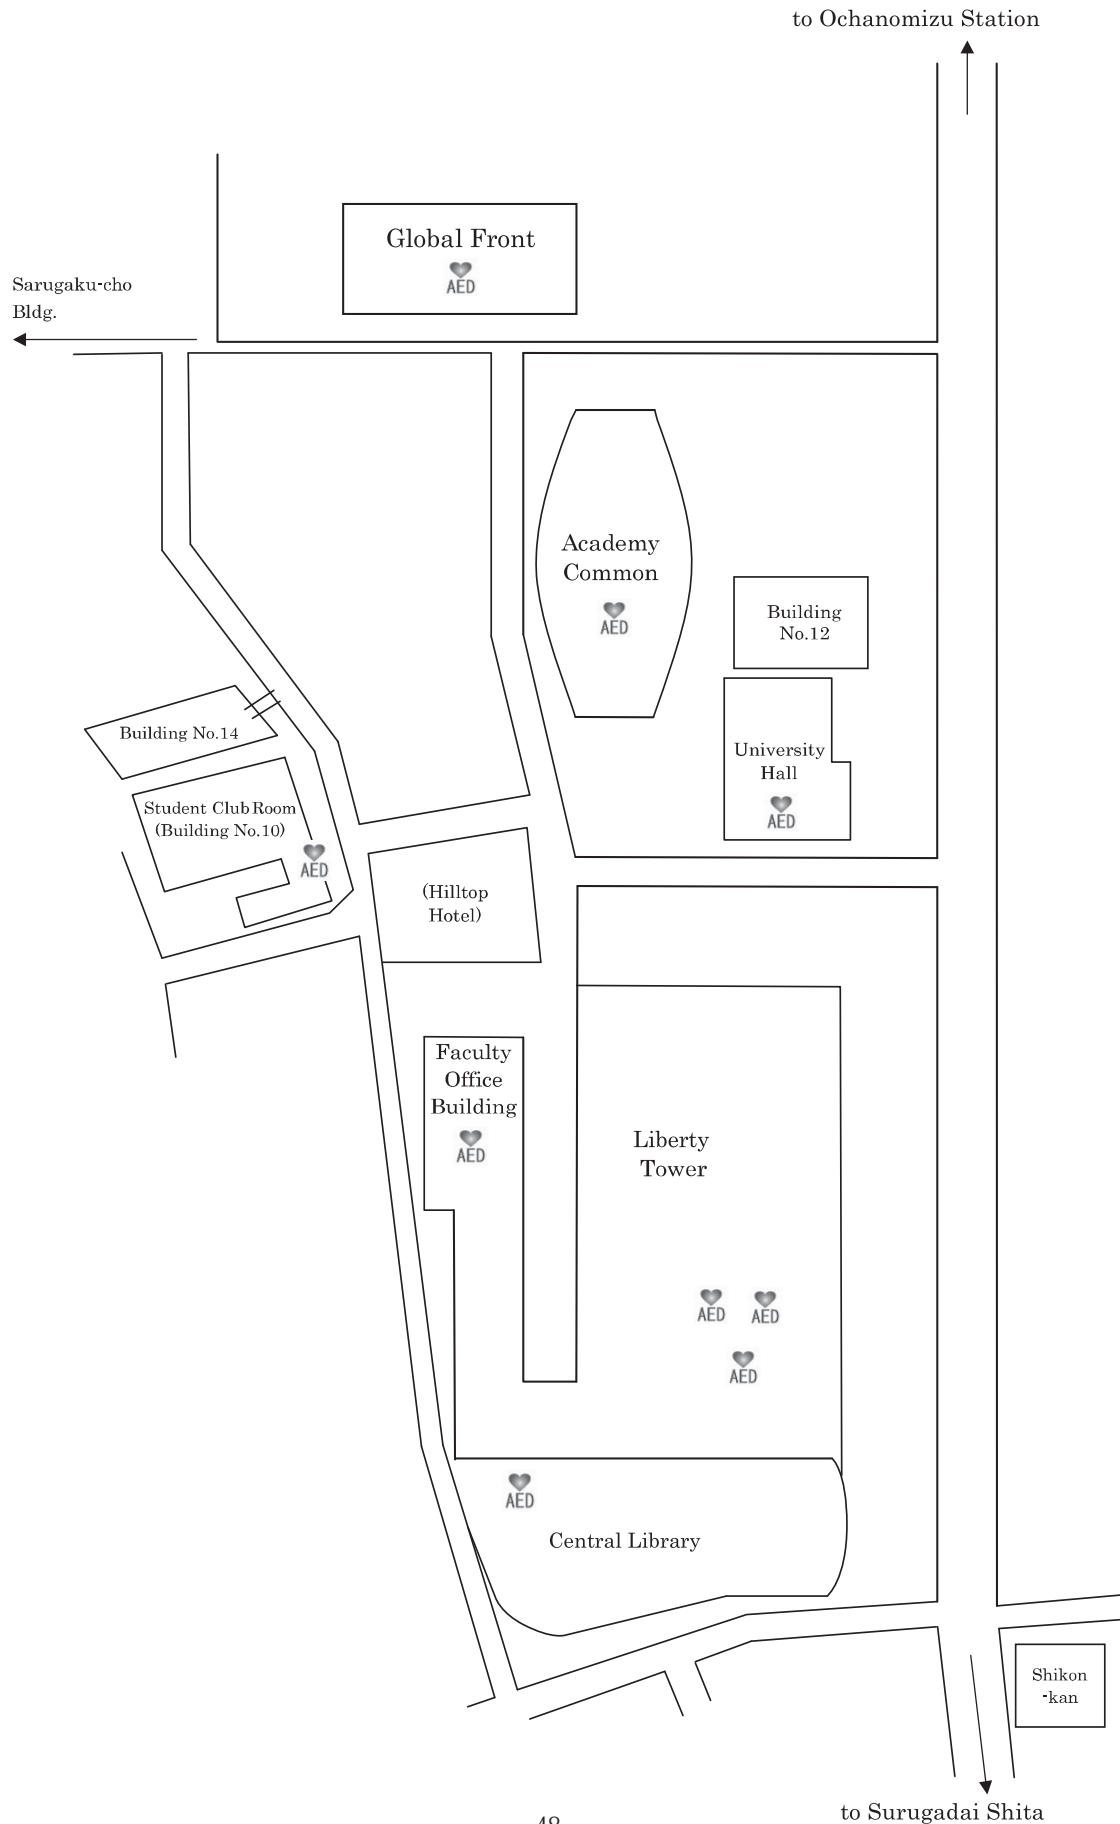 to Ochanomizu Station
Global Front
AED
Sarugaku-cho
Bldg.
Academy
Common
AED
Building
No.12
Building No.14
University
Hall
AED
Student Club Room
(Building No.10)
AED
(Hilltop
Hotel)
Faculty
Office
Building
AED
Liberty
Tower
AED
AED
AED
AED
Central Library
Shikon
-kan
to Surugadai Shita